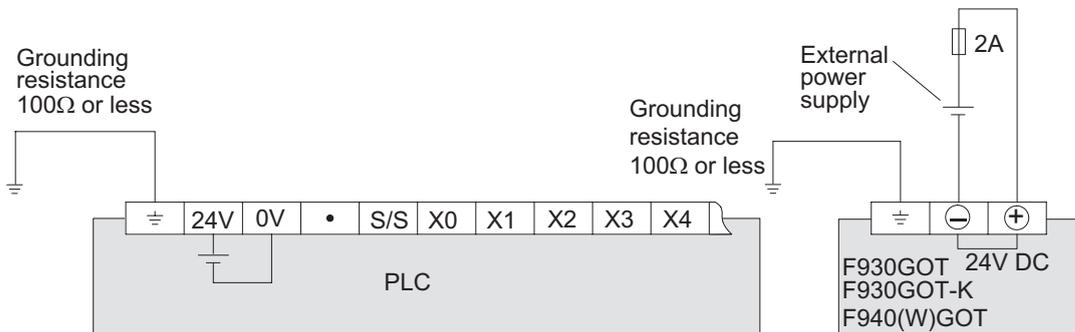 Grounding
resistance
100Ω or less
External
power
supply
2A
Grounding
resistance
100Ω or less
24V 0V • S/S X0 X1 X2 X3 X4
PLC
24V DC
F930GOT
F930GOT-K
F940(W)GOT